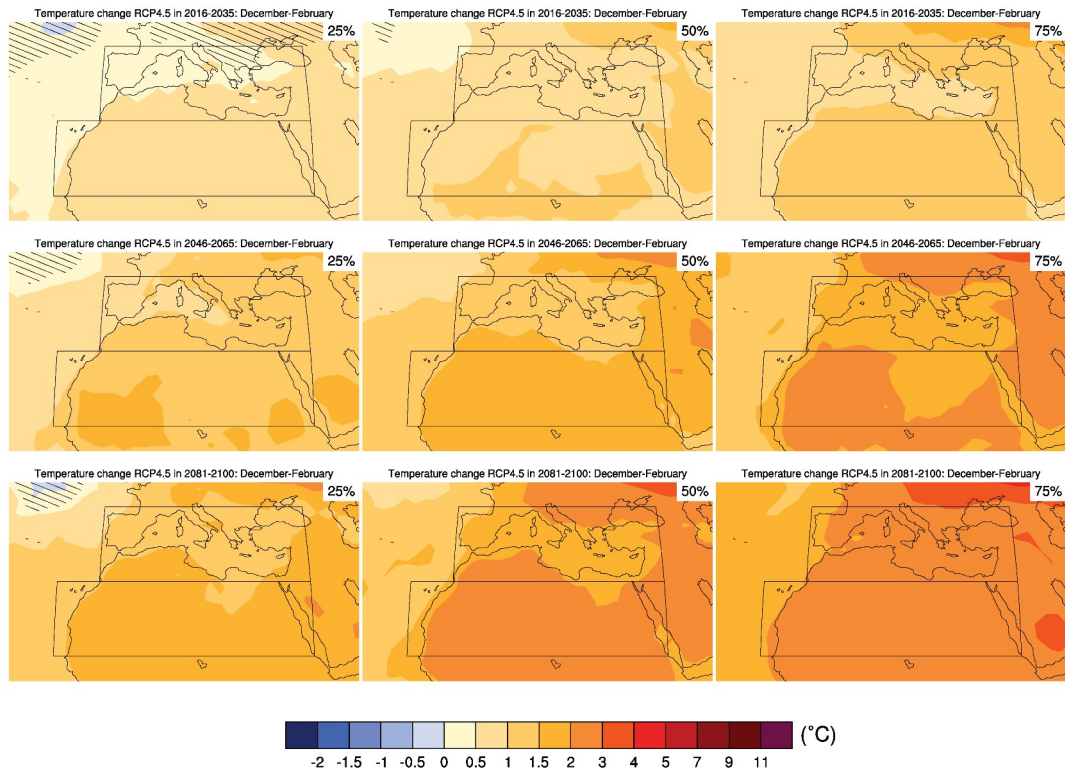 Temperature change RCP4.5 in 2016-2035: December-February
25%
Temperature change RCP4.5 in 2016-2035: December-February
50%
Temperature change RCP4.5 in 2016-2035: December-February
75%
Temperature change RCP4.5 in 2046-2065: December-February
25%
Temperature change RCP4.5 in 2046-2065: December-February
50%
Temperature change RCP4.5 in 2046-2065: December-February
75%
Temperature change RCP4.5 in 2081-2100: December-February
25%
Temperature change RCP4.5 in 2081-2100: December-February
50%
Temperature change RCP4.5 in 2081-2100: December-February
75%
(°C)
-2 -1.5 -1 -0.5 0 0.5 1 1.5 2 3 4 5 7 9 11